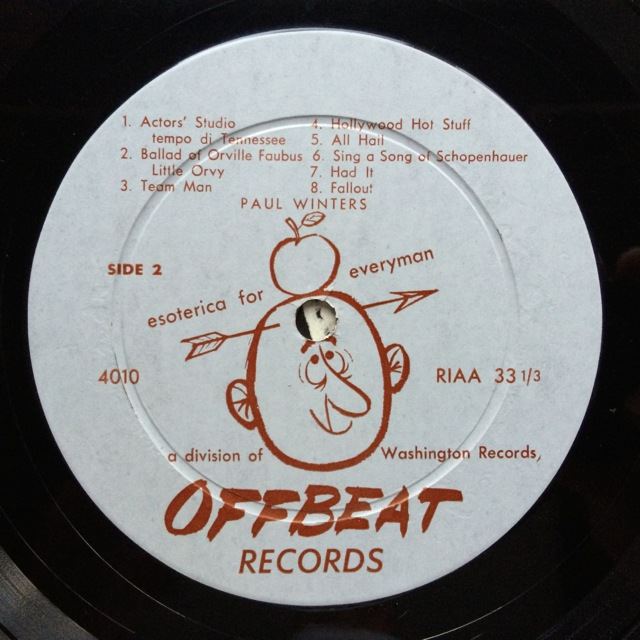 1. Actors' Studio
tempo di Tennessee
2. Ballad of Orville Faubus
Little Orvy
3. Team Man
4. Hollywood Hot Stuff
5. All Hail
6. Sing a Song of Schopenhauer
7. Had It
8. Fallout
PAUL WINTERS
SIDE 2
esoterica for everyman
4010
RIAA 33 1/3
a division of Washington Records,
OFFBEAT
RECORDS